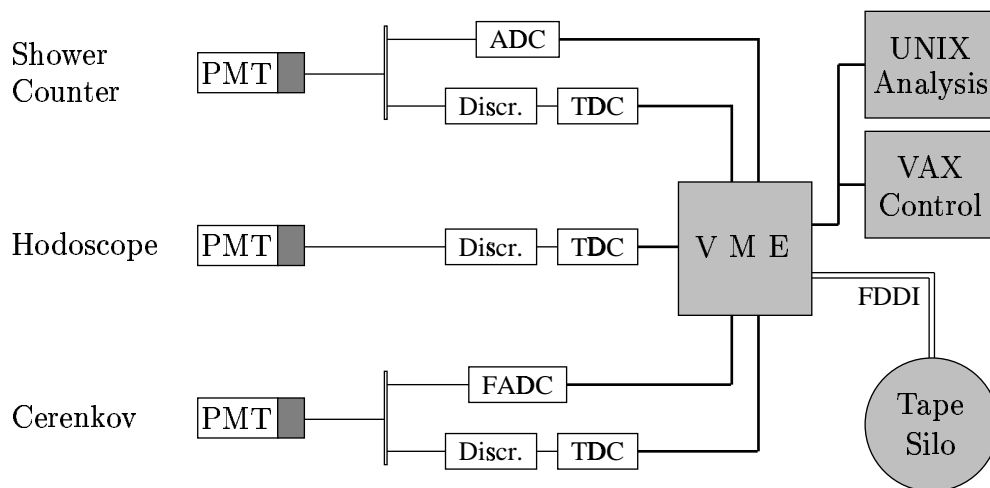 Shower
Counter
PMT
ADC
Discr.
TDC
UNIX
Analysis
VAX
Control
Hodoscope
PMT
Discr.
TDC
V M E
FDDI
Cerenkov
PMT
FADC
Discr.
TDC
Tape
Silo